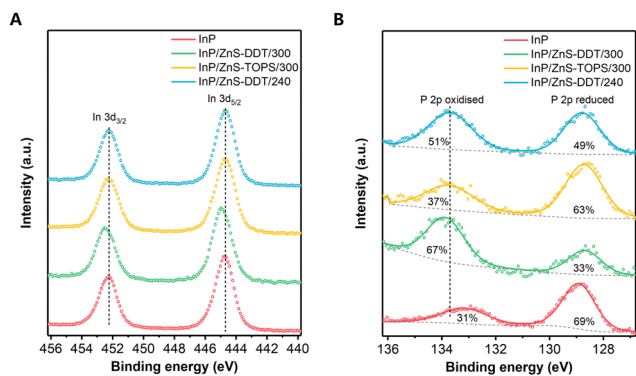 A
InP
InP/ZnS-DDT/300
InP/ZnS-TOPS/300
InP/ZnS-DDT/240
In 3d3/2
In 3d5/2
Intensity (a.u.)
456 454 452 450 448 446 444 442 440
Binding energy (eV)
B
InP
InP/ZnS-DDT/300
InP/ZnS-TOPS/300
InP/ZnS-DDT/240
P 2p oxidised
P 2p reduced
51%
49%
37%
63%
67%
33%
31%
69%
Intensity (a.u.)
136 134 132 130 128
Binding energy (eV)